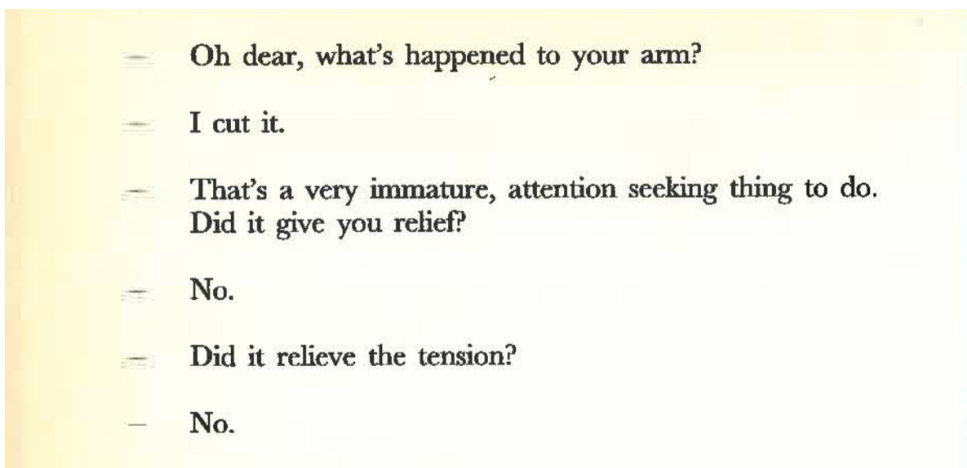 – Oh dear, what's happened to your arm?
– I cut it.
– That's a very immature, attention seeking thing to do.
Did it give you relief?
– No.
– Did it relieve the tension?
– No.